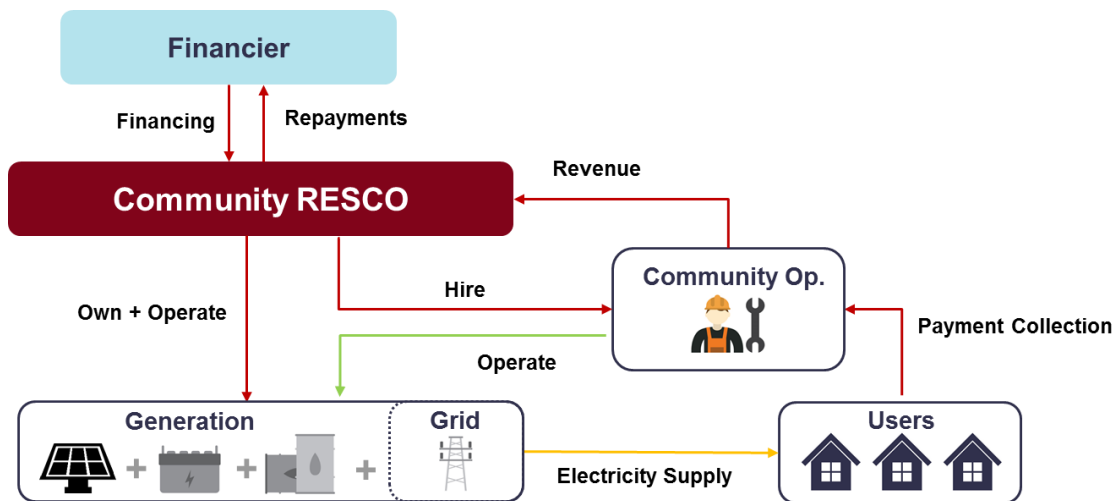 Financier
Financing
Repayments
Community RESCO
Revenue
Community Op.
Hire
Own + Operate
Payment Collection
Operate
Generation
Grid
Users
+ + +
Electricity Supply